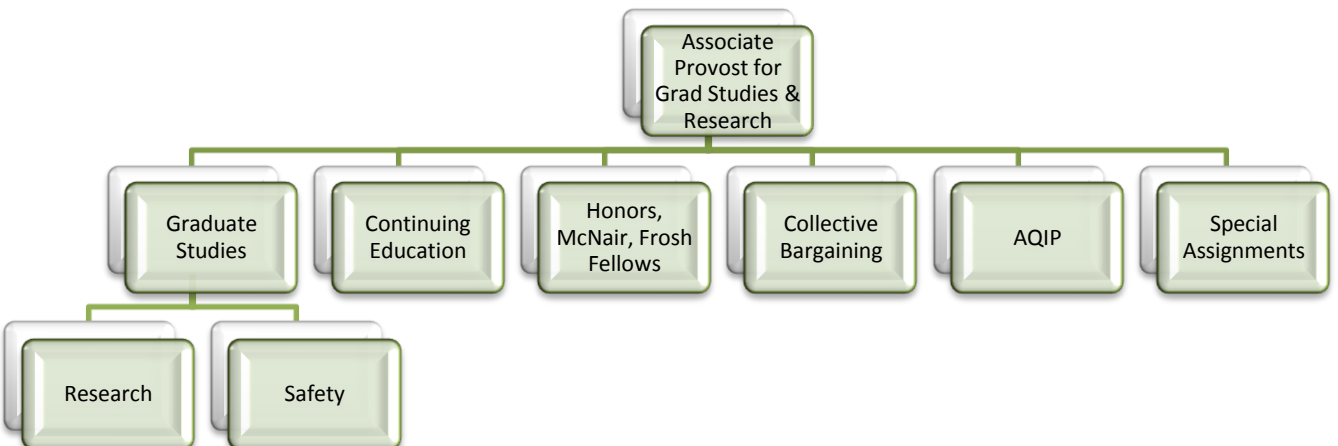 Associate
Provost for
Grad Studies &
Research
Graduate
Studies
Continuing
Education
Honors,
McNair, Frosh
Fellows
Collective
Bargaining
AQIP
Special
Assignments
Research
Safety